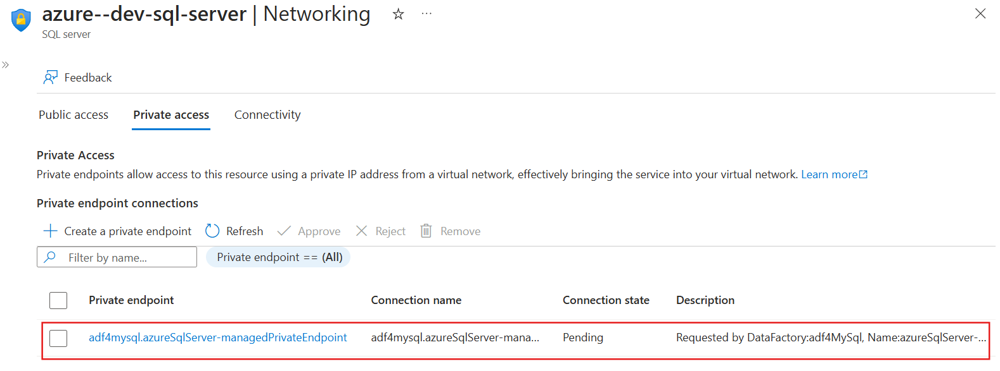 azure--dev-sql-server | Networking
SQL server
Feedback
Public access Private access Connectivity
Private Access
Private endpoints allow access to this resource using a private IP address from a virtual network, effectively bringing the service into your virtual network. Learn more
Private endpoint connections
Create a private endpoint Refresh Approve Reject Remove
Filter by name... Private endpoint == (All)
Private endpoint Connection name Connection state Description
adf4mysql.azureSqlServer-managedPrivateEndpoint adf4mysql.azureSqlServer-mana... Pending Requested by DataFactory:adf4MySql, Name:azureSqlServer-...